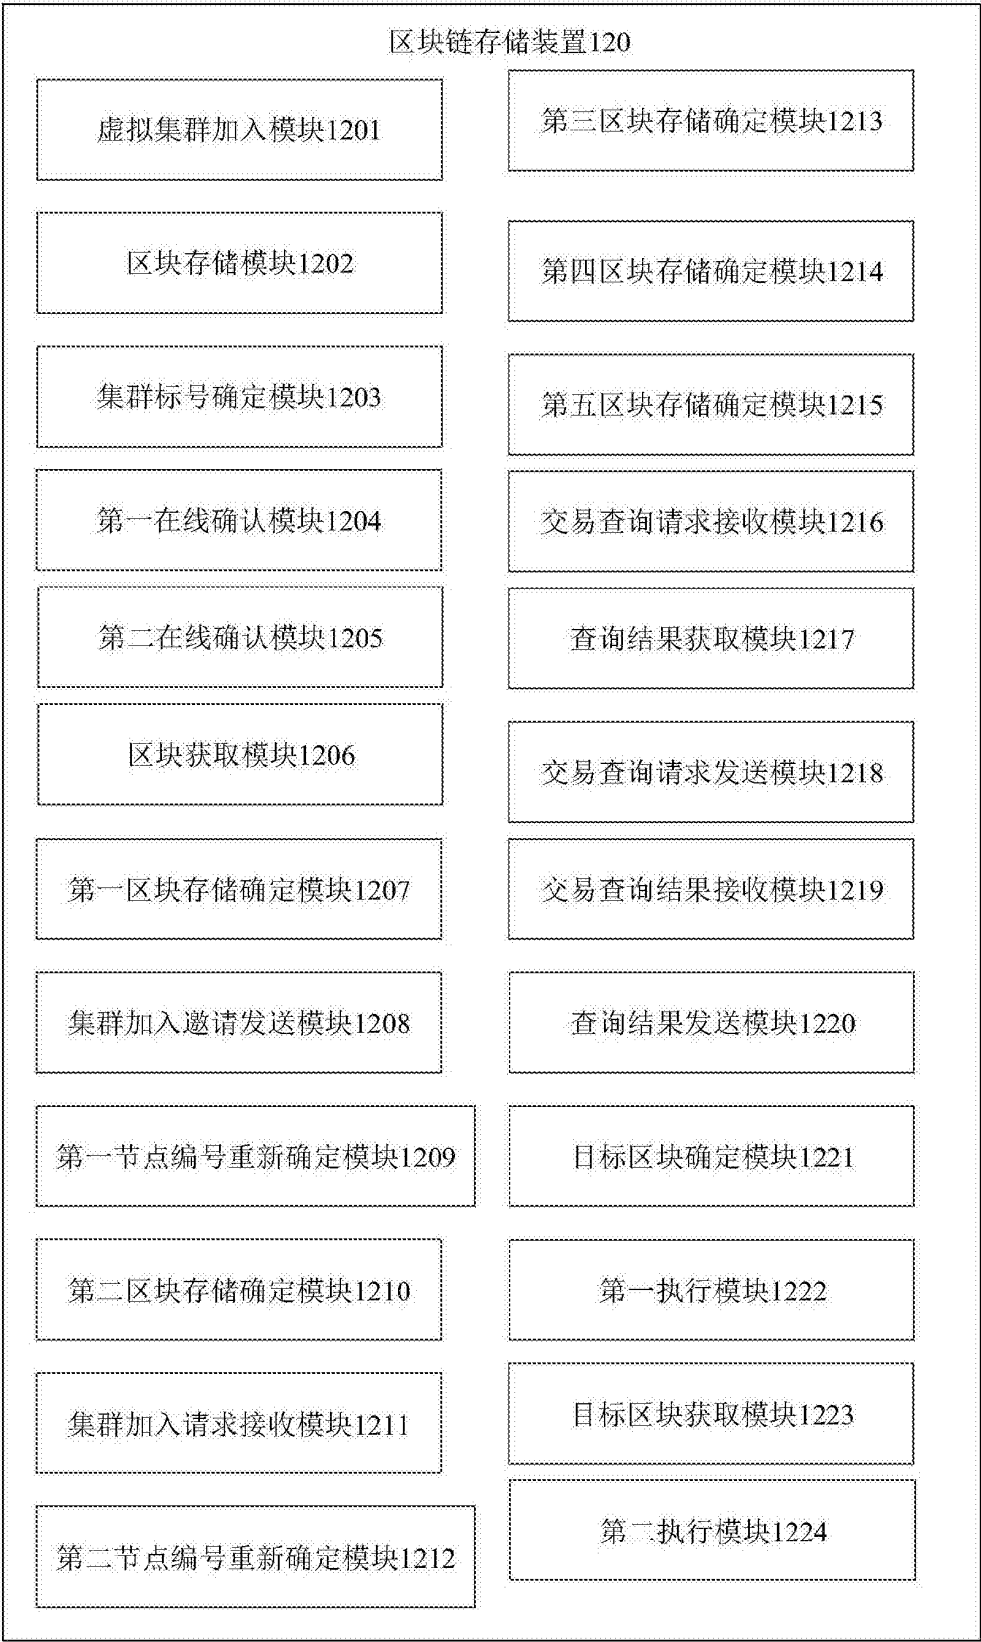 区块链存储装置120
虚拟集群加入模块1201
区块存储模块1202
集群标号确定模块1203
第一在线确认模块1204
第二在线确认模块1205
区块获取模块1206
第一区块存储确定模块1207
集群加入邀请发送模块1208
第一节点编号重新确定模块1209
第二区块存储确定模块1210
集群加入请求接收模块1211
第二节点编号重新确定模块1212
第三区块存储确定模块1213
第四区块存储确定模块1214
第五区块存储确定模块1215
交易查询请求接收模块1216
查询结果获取模块1217
交易查询请求发送模块1218
交易查询结果接收模块1219
查询结果发送模块1220
目标区块确定模块1221
第一执行模块1222
目标区块获取模块1223
第二执行模块1224